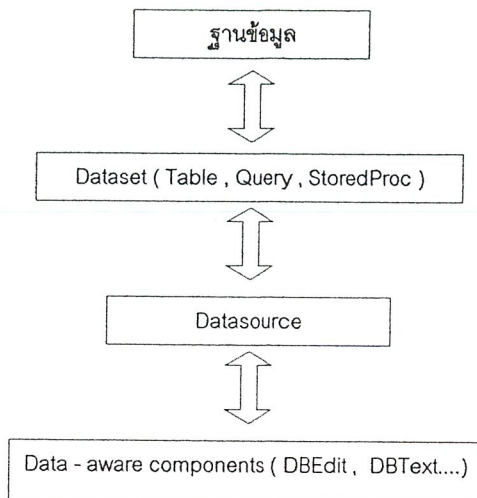 ฐานข้อมูล
Dataset ( Table , Query , StoredProc )
Datasource
Data - aware components ( DBEdit , DBText....)